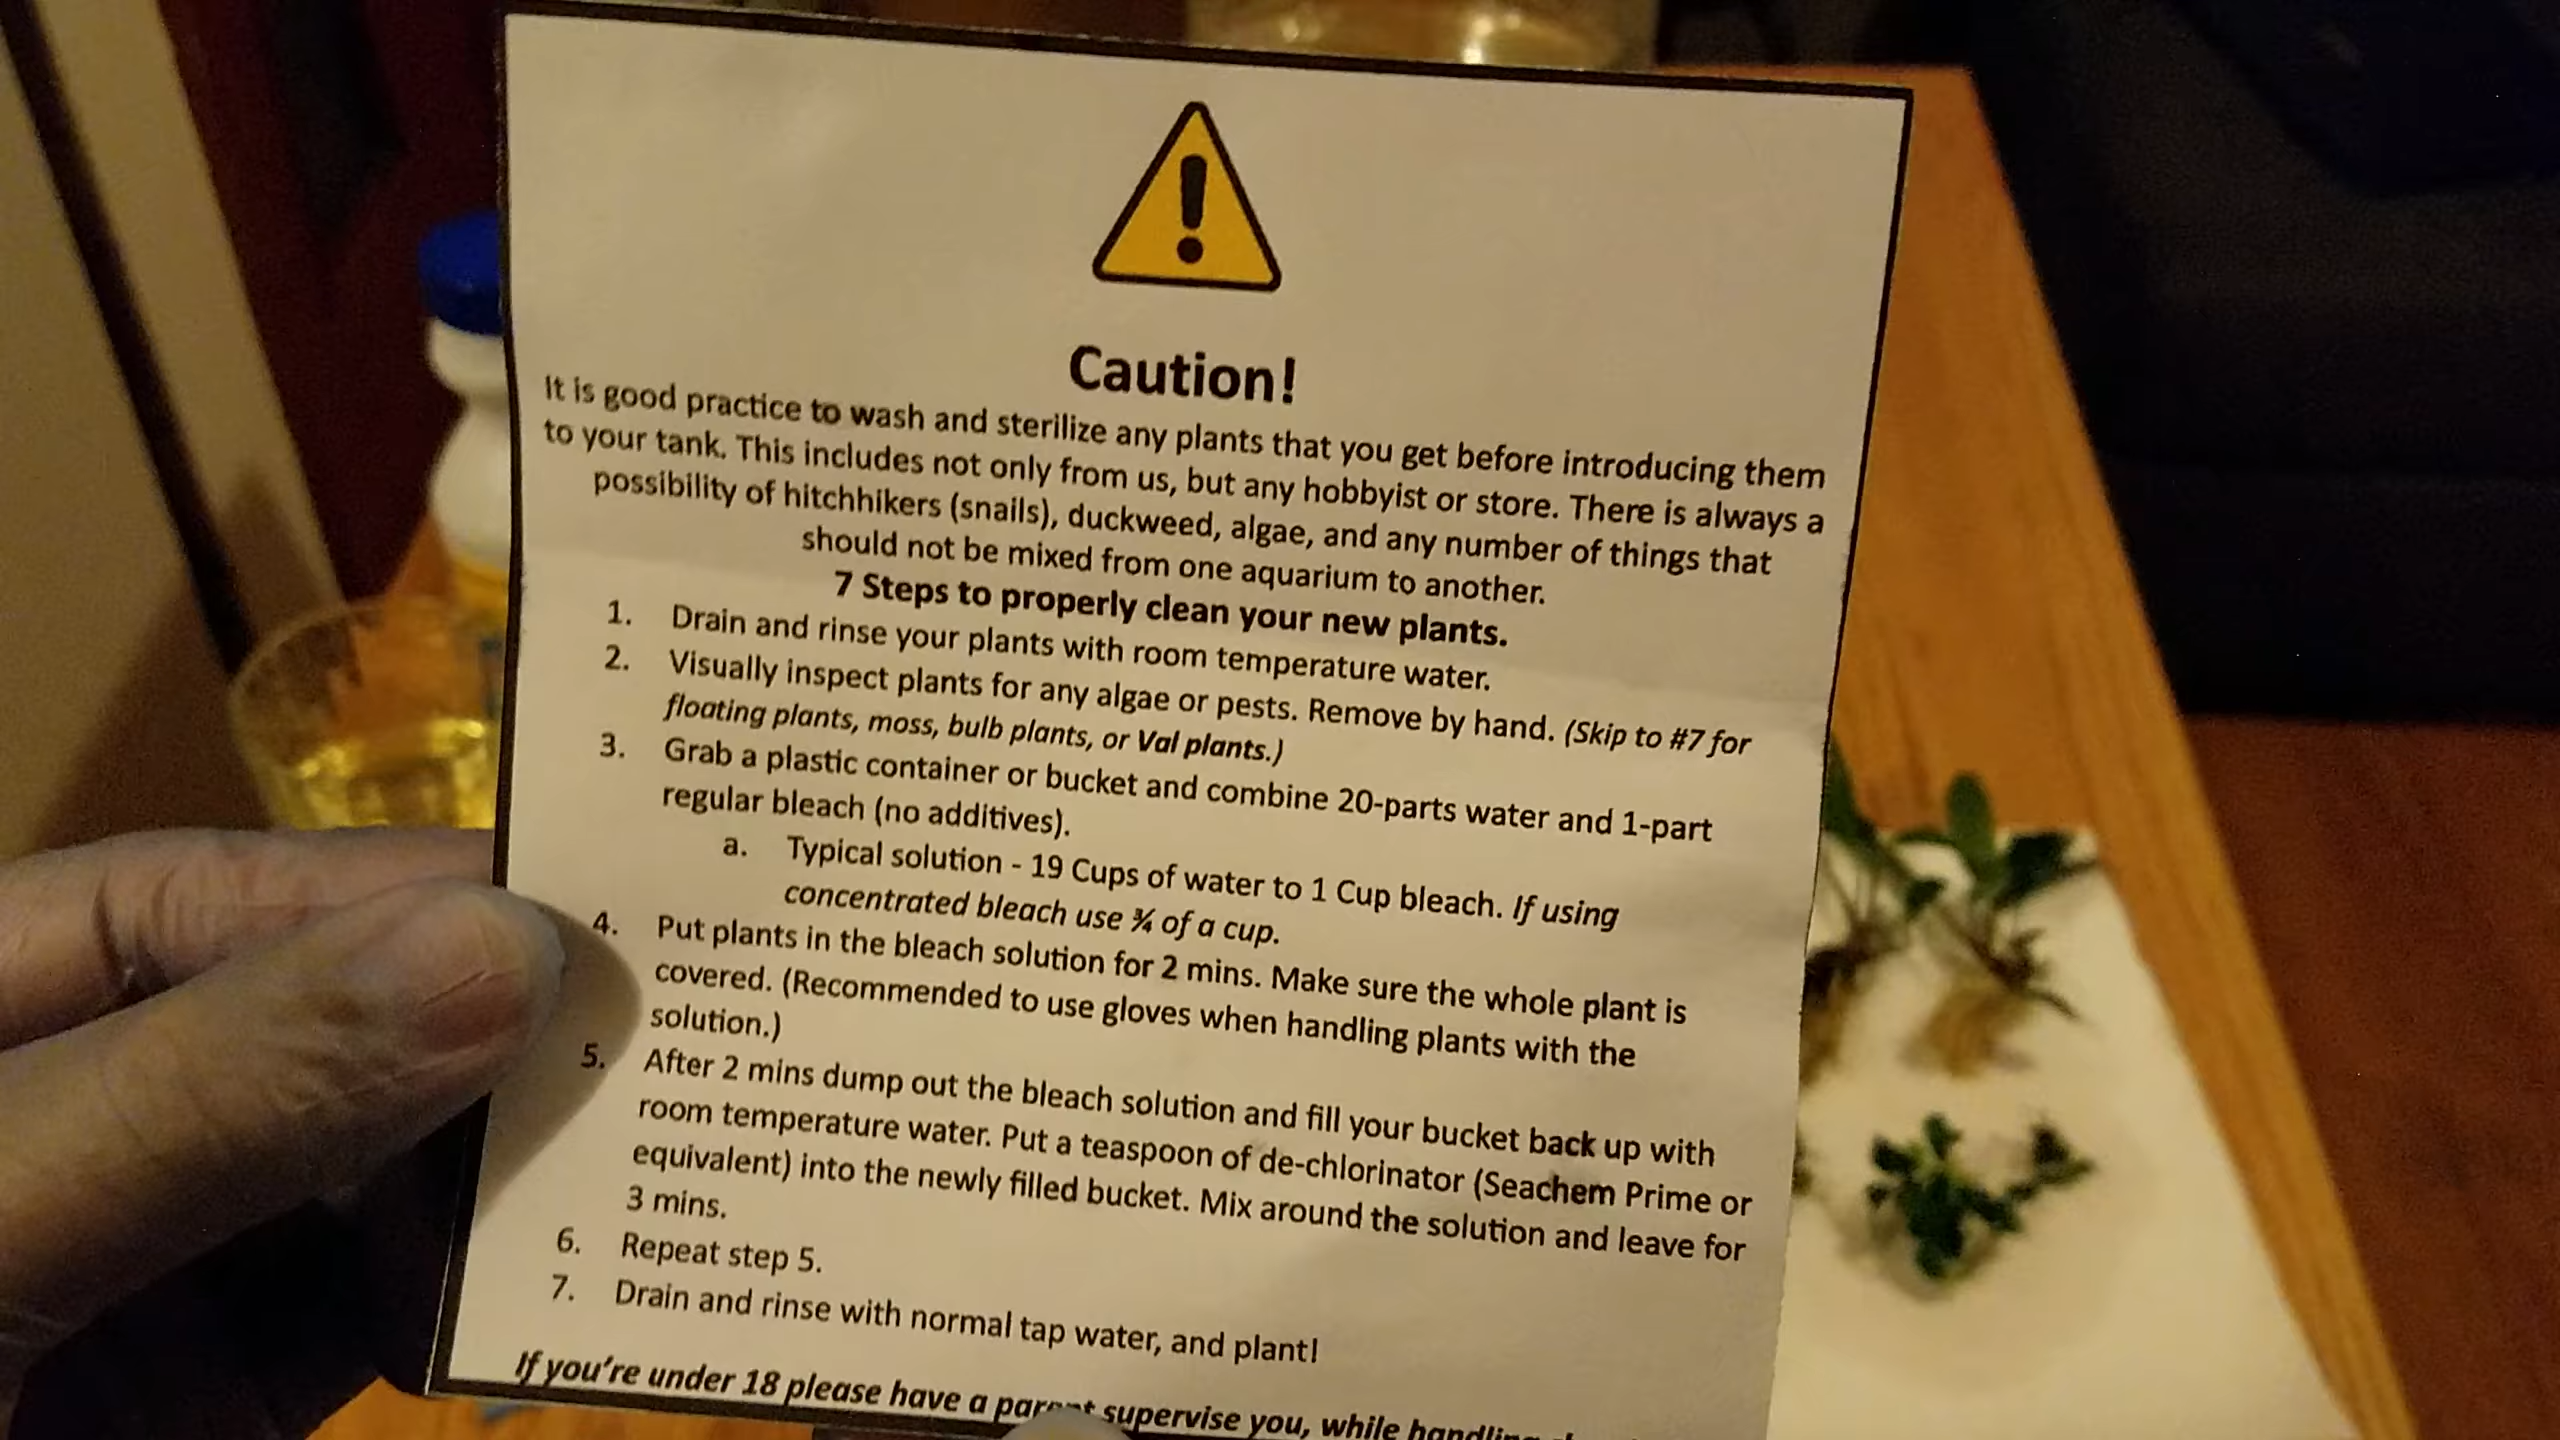 Caution!
It is good practice to wash and sterilize any plants that you get before introducing them
to your tank. This includes not only from us, but any hobbyist or store. There is always a
possibility of hitchhikers (snails), duckweed, algae, and any number of things that
should not be mixed from one aquarium to another.
7 Steps to properly clean your new plants.
1. Drain and rinse your plants with room temperature water.
2. Visually inspect plants for any algae or pests. Remove by hand. (Skip to #7 for
floating plants, moss, bulb plants, or Val plants.)
3. Grab a plastic container or bucket and combine 20-parts water and 1-part
regular bleach (no additives).
a. Typical solution - 19 Cups of water to 1 Cup bleach. If using
concentrated bleach use ¾ of a cup.
4. Put plants in the bleach solution for 2 mins. Make sure the whole plant is
covered. (Recommended to use gloves when handling plants with the
solution.)
5. After 2 mins dump out the bleach solution and fill your bucket back up with
room temperature water. Put a teaspoon of de-chlorinator (Seachem Prime or
equivalent) into the newly filled bucket. Mix around the solution and leave for
3 mins.
6. Repeat step 5.
7. Drain and rinse with normal tap water, and plant!
If you're under 18 please have a parent supervise you, while handling